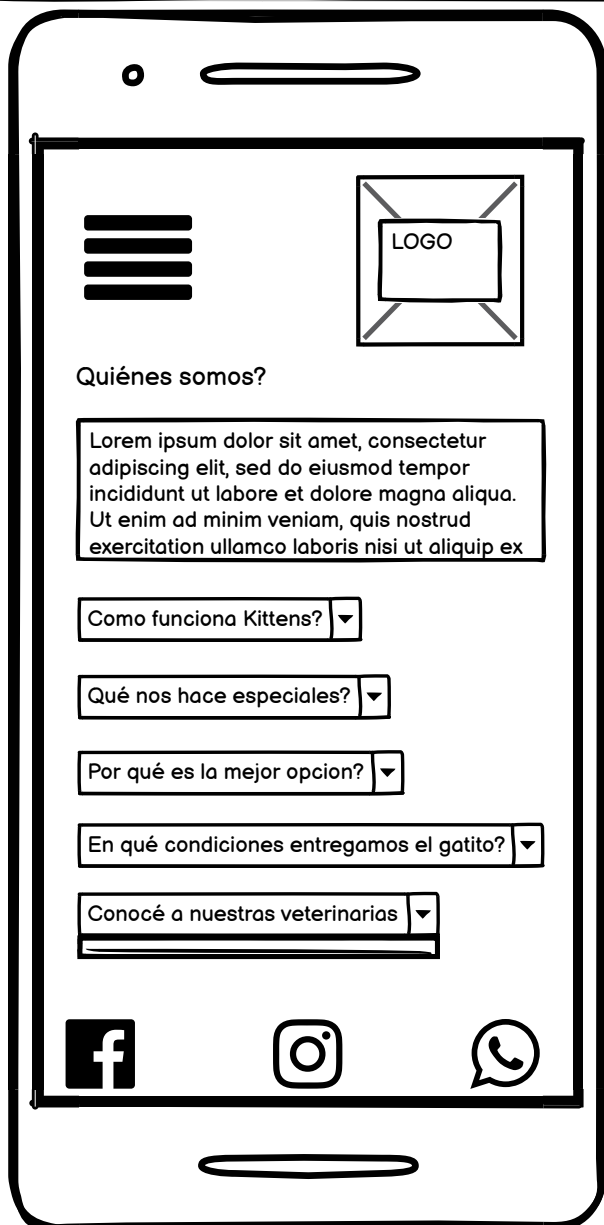 LOGO
Quiénes somos?
Lorem ipsum dolor sit amet, consectetur
adipiscing elit, sed do eiusmod tempor
incididunt ut labore et dolore magna aliqua.
Ut enim ad minim veniam, quis nostrud
exercitation ullamco laboris nisi ut aliquip ex
Como funciona Kittens?
Qué nos hace especiales?
Por qué es la mejor opcion?
En qué condiciones entregamos el gatito?
Conocé a nuestras veterinarias